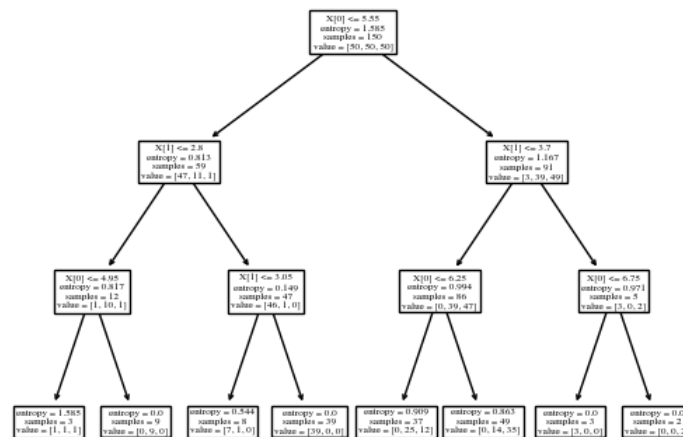 X[0] <= 5.55
entropy = 1.585
samples = 150
value = [50, 50, 50]
X[1] <= 2.8
entropy = 0.813
samples = 59
value = [47, 11, 1]
X[1] <= 3.7
entropy = 1.167
samples = 91
value = [3, 39, 49]
X[0] <= 4.95
entropy = 0.817
samples = 12
value = [1, 10, 1]
X[1] <= 3.05
entropy = 0.149
samples = 47
value = [46, 1, 0]
X[0] <= 6.25
entropy = 0.994
samples = 86
value = [0, 39, 47]
X[0] <= 6.75
entropy = 0.971
samples = 5
value = [3, 0, 2]
entropy = 1.585
samples = 3
value = [1, 1, 1]
entropy = 0.0
samples = 9
value = [0, 9, 0]
entropy = 0.544
samples = 8
value = [7, 1, 0]
entropy = 0.0
samples = 39
value = [39, 0, 0]
entropy = 0.909
samples = 37
value = [0, 25, 12]
entropy = 0.863
samples = 49
value = [0, 14, 35]
entropy = 0.0
samples = 3
value = [3, 0, 0]
entropy = 0.0
samples = 2
value = [0, 0, 2